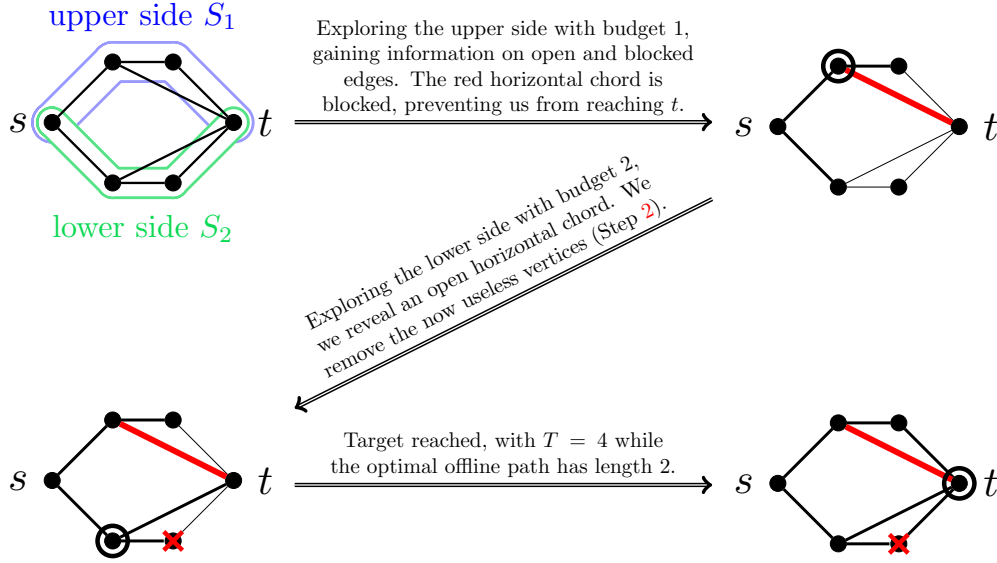 upper side S₁
s
t
lower side S₂
Exploring the upper side with budget 1,
gaining information on open and blocked
edges. The red horizontal chord is
blocked, preventing us from reaching t.
s
t
Exploring the lower side with budget 2,
we reveal an open horizontal chord. We
remove the now useless vertices (Step 2).
s
t
Target reached, with T = 4 while
the optimal offline path has length 2.
s
t